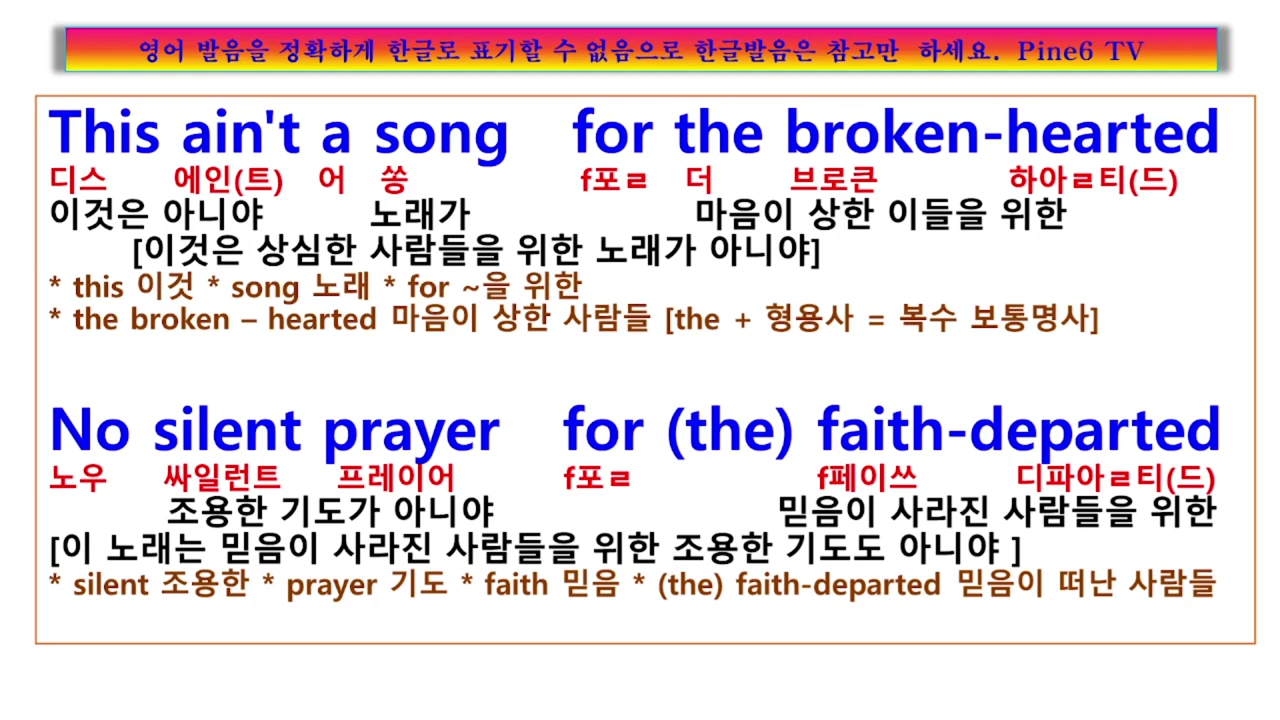 영어 발음을 정확하게 한글로 표기할 수 없음으로 한글발음은 참고만 하세요. Pine6 TV
This ain't a song for the broken-hearted
디스 에인(트) 어 쏭 f포ㄹ 더 브로큰 하아ㄹ티(드)
이것은 아니야 노래가 마음이 상한 이들을 위한
[이것은 상심한 사람들을 위한 노래가 아니야]
* this 이것 * song 노래 * for ~을 위한
* the broken – hearted 마음이 상한 사람들 [the + 형용사 = 복수 보통명사]
No silent prayer for (the) faith-departed
노우 싸일런트 프레이어 f포ㄹ f페이쓰 디파아ㄹ티(드)
조용한 기도가 아니야 믿음이 사라진 사람들을 위한
[이 노래는 믿음이 사라진 사람들을 위한 조용한 기도도 아니야 ]
* silent 조용한 * prayer 기도 * faith 믿음 * (the) faith-departed 믿음이 떠난 사람들